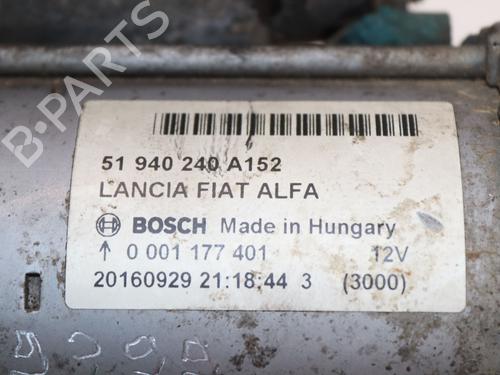 51 940 240 A152
LANCIA FIAT ALFA
BOSCH Made in Hungary
↑ 0 001 177 401 12V
20160929 21:18:44 3 (3000)
B-PARTS